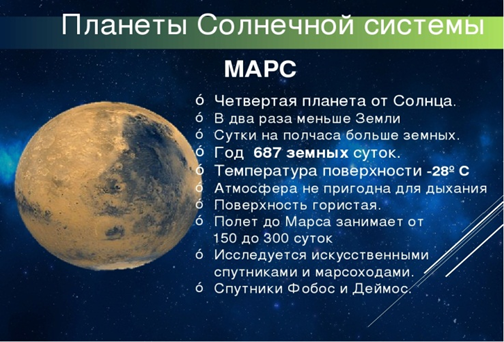 Планеты Солнечной системы
МАРС
ó Четвертая планета от Солнца.
ó В два раза меньше Земли
ó Сутки на полчаса больше земных.
ó Год 687 земных суток.
ó Температура поверхности -28º С
ó Атмосфера не пригодна для дыхания
ó Поверхность гористая.
ó Полет до Марса занимает от
150 до 300 суток
ó Исследуется искусственными
спутниками и марсоходами.
ó Спутники Фобос и Деймос.